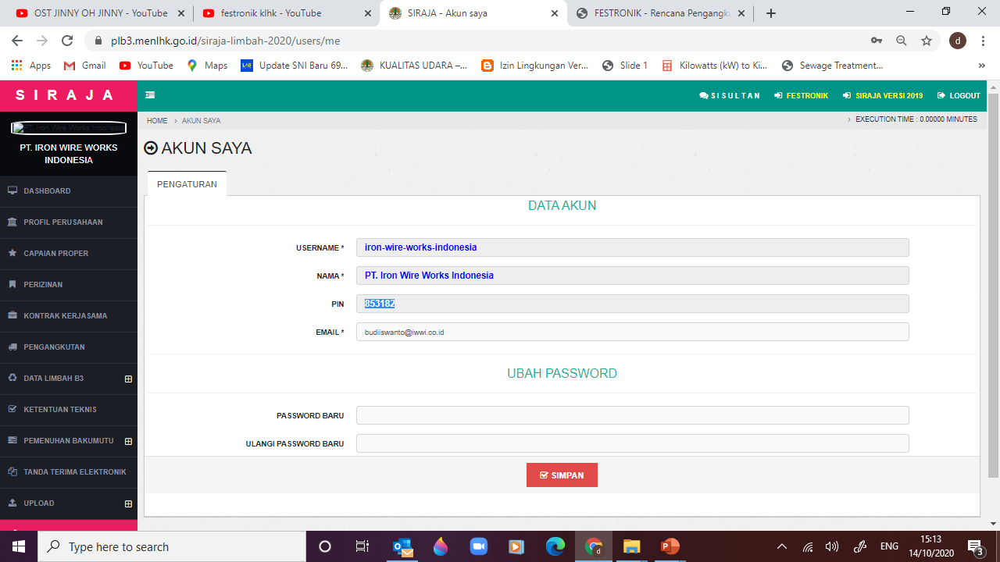 OST JINNY OH JINNY - YouTube
festronik klhk - YouTube
SIRAJA - Akun saya
FESTRONIK - Rencana Pengangku
plb3.menlhk.go.id/siraja-limbah-2020/users/me
d
Apps
Gmail
YouTube
Maps
Update SNI Baru 69...
KUALITAS UDARA –...
Izin Lingkungan Ver...
Slide 1
Kilowatts (kW) to Ki...
Sewage Treatment...
S I R A J A
S I S U L T A N
FESTRONIK
SIRAJA VERSI 2019
LOGOUT
PT. Iron Wire Works Indonesia
PT. IRON WIRE WORKS
INDONESIA
HOME > AKUN SAYA
> EXECUTION TIME : 0.00000 MINUTES
AKUN SAYA
PENGATURAN
DASHBOARD
PROFIL PERUSAHAAN
CAPAIAN PROPER
PERIZINAN
KONTRAK KERJASAMA
PENGANGKUTAN
DATA LIMBAH B3
KETENTUAN TEKNIS
PEMENUHAN BAKUMUTU
TANDA TERIMA ELEKTRONIK
UPLOAD
DATA AKUN
USERNAME * iron-wire-works-indonesia
NAMA * PT. Iron Wire Works Indonesia
PIN 853182
EMAIL * budiiswanto@iwwi.co.id
UBAH PASSWORD
PASSWORD BARU
ULANGI PASSWORD BARU
SIMPAN
Type here to search
ENG
15:13
14/10/2020
3